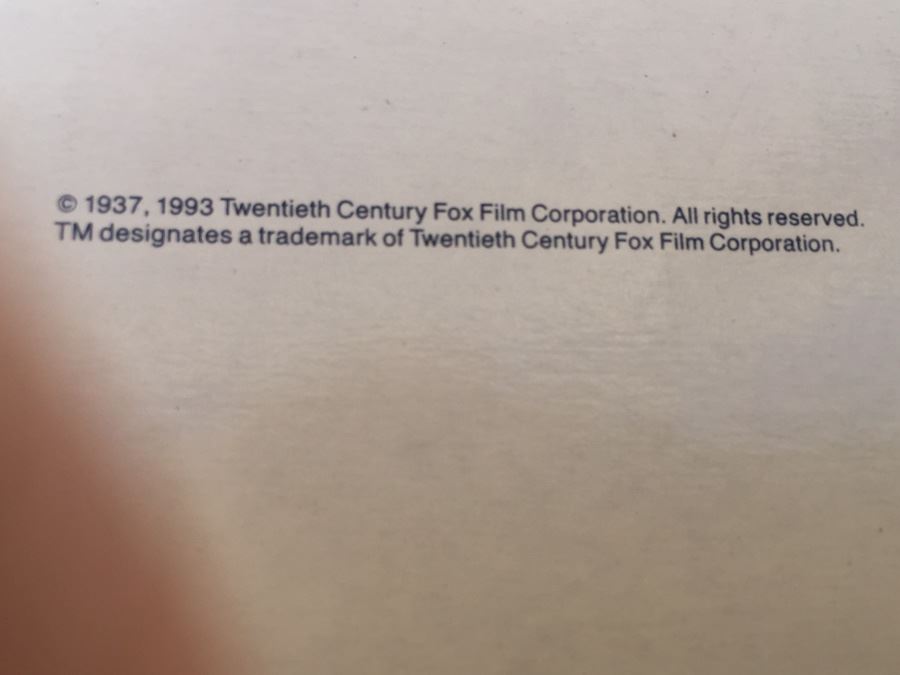 © 1937, 1993 Twentieth Century Fox Film Corporation. All rights reserved.
TM designates a trademark of Twentieth Century Fox Film Corporation.